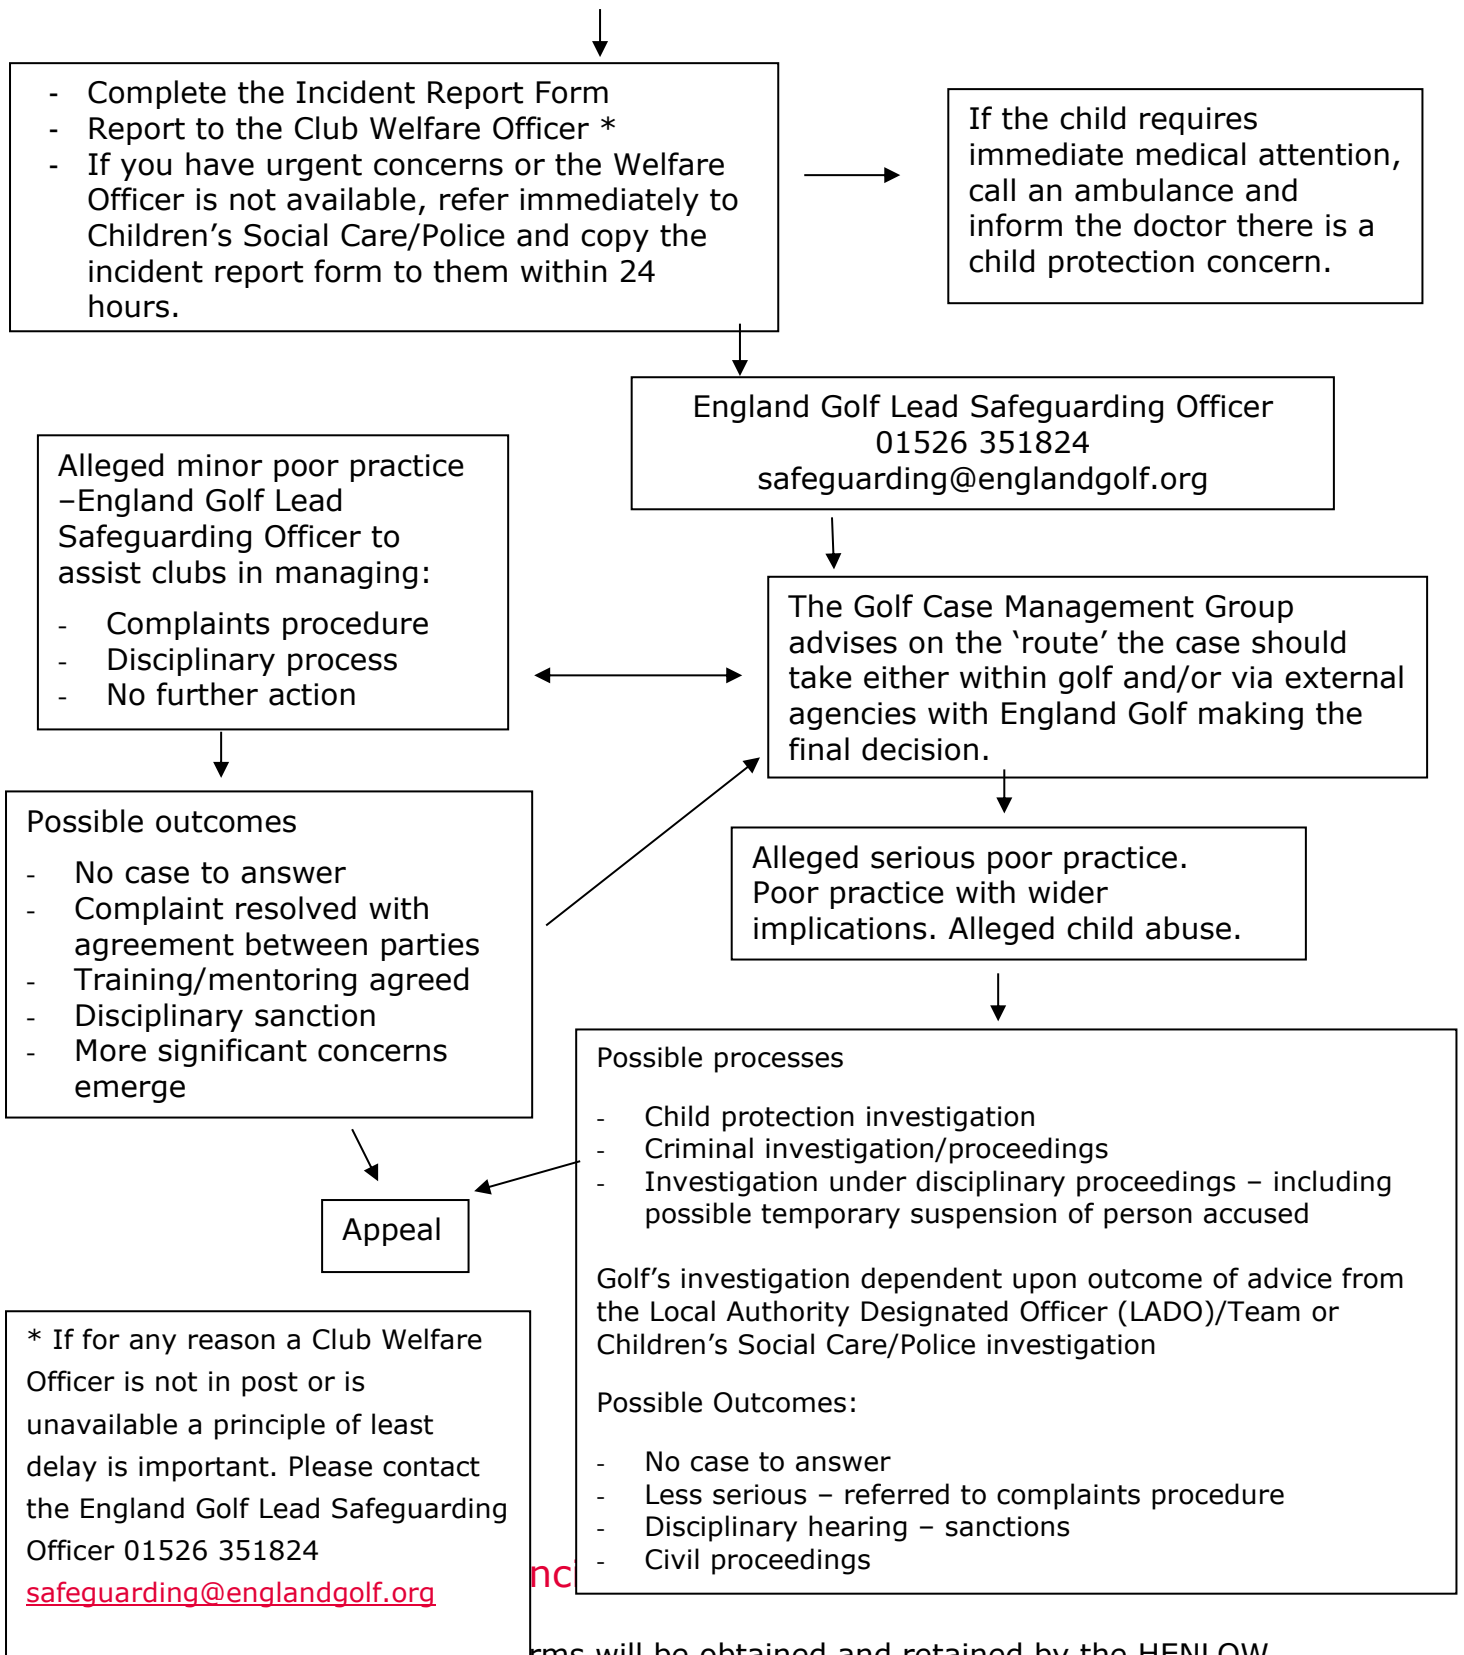 - Complete the Incident Report Form
- Report to the Club Welfare Officer *
- If you have urgent concerns or the Welfare
Officer is not available, refer immediately to
Children’s Social Care/Police and copy the
incident report form to them within 24
hours.
If the child requires
immediate medical attention,
call an ambulance and
inform the doctor there is a
child protection concern.
England Golf Lead Safeguarding Officer
01526 351824
safeguarding@englandgolf.org
Alleged minor poor practice
–England Golf Lead
Safeguarding Officer to
assist clubs in managing:
- Complaints procedure
- Disciplinary process
- No further action
The Golf Case Management Group
advises on the ‘route’ the case should
take either within golf and/or via external
agencies with England Golf making the
final decision.
Possible outcomes
- No case to answer
- Complaint resolved with
agreement between parties
- Training/mentoring agreed
- Disciplinary sanction
- More significant concerns
emerge
Alleged serious poor practice.
Poor practice with wider
implications. Alleged child abuse.
Possible processes
- Child protection investigation
- Criminal investigation/proceedings
- Investigation under disciplinary proceedings – including
possible temporary suspension of person accused
Golf’s investigation dependent upon outcome of advice from
the Local Authority Designated Officer (LADO)/Team or
Children’s Social Care/Police investigation
Possible Outcomes:
- No case to answer
- Less serious – referred to complaints procedure
- Disciplinary hearing – sanctions
- Civil proceedings
Appeal
* If for any reason a Club Welfare
Officer is not in post or is
unavailable a principle of least
delay is important. Please contact
the England Golf Lead Safeguarding
Officer 01526 351824
safeguarding@englandgolf.org
will be obtained and retained by the HENLOW